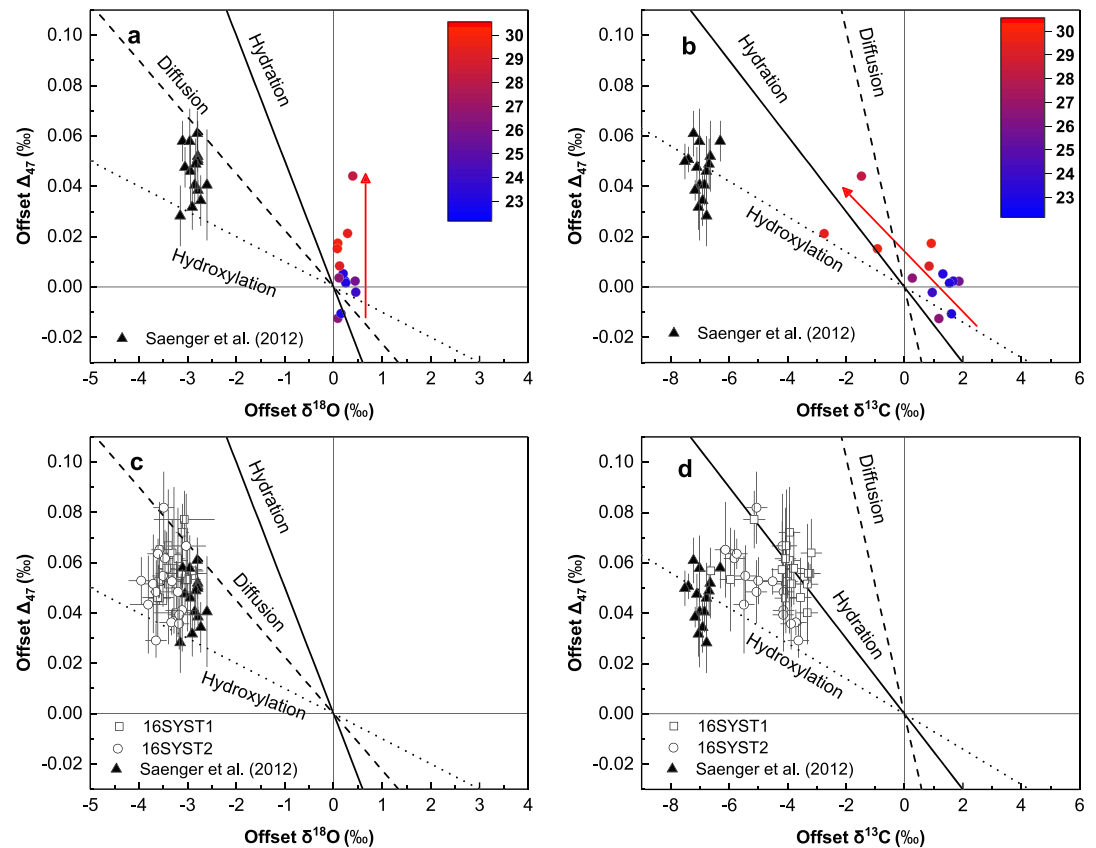 a
Diffusion
Hydration
Hydroxylation
Saenger et al. (2012)
30
29
28
27
26
25
24
23
0.10
0.08
0.06
0.04
0.02
0.00
-0.02
Offset Δ47 (‰)
-5 -4 -3 -2 -1 0 1 2 3 4
Offset δ18O (‰)
b
Hydration
Diffusion
Hydroxylation
Saenger et al. (2012)
30
29
28
27
26
25
24
23
0.10
0.08
0.06
0.04
0.02
0.00
-0.02
Offset Δ47 (‰)
-8 -6 -4 -2 0 2 4 6
Offset δ13C (‰)
c
Hydration
Diffusion
Hydroxylation
16SYST1
16SYST2
Saenger et al. (2012)
0.10
0.08
0.06
0.04
0.02
0.00
-0.02
Offset Δ47 (‰)
-5 -4 -3 -2 -1 0 1 2 3 4
Offset δ18O (‰)
d
Diffusion
Hydration
Hydroxylation
16SYST1
16SYST2
Saenger et al. (2012)
0.10
0.08
0.06
0.04
0.02
0.00
-0.02
Offset Δ47 (‰)
-8 -6 -4 -2 0 2 4 6
Offset δ13C (‰)